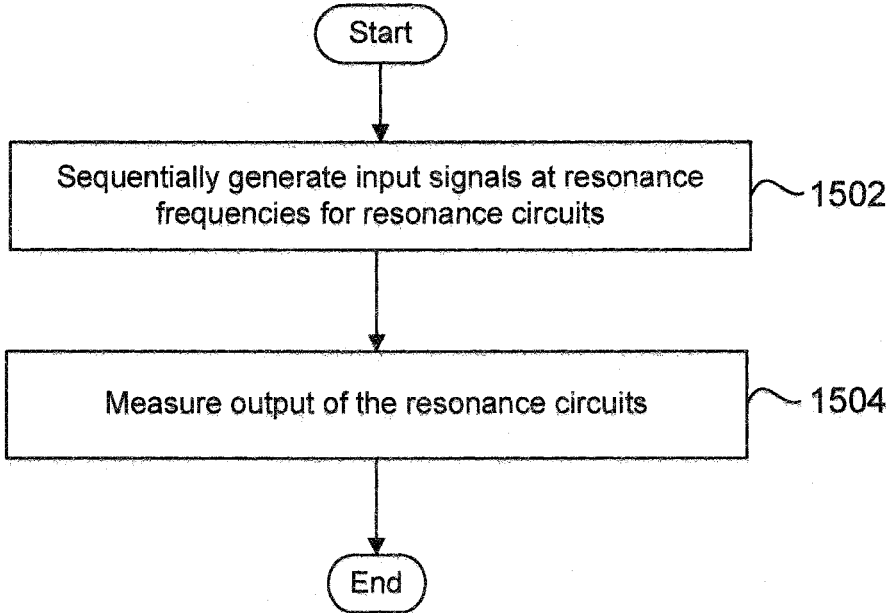 Start
Sequentially generate input signals at resonance
frequencies for resonance circuits
1502
Measure output of the resonance circuits
1504
End